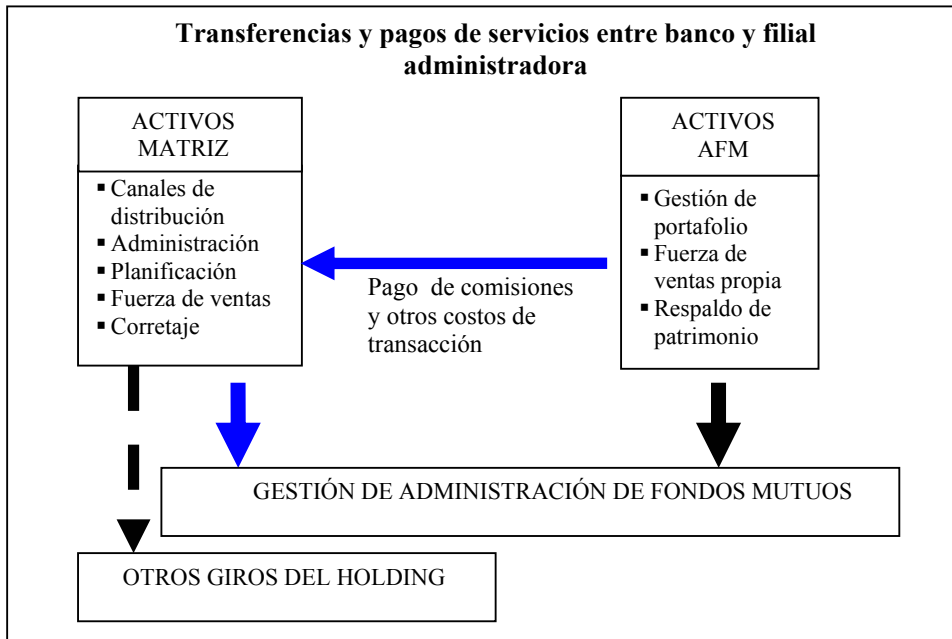 Transferencias y pagos de servicios entre banco y filial
administradora
ACTIVOS
MATRIZ
▪ Canales de
distribución
▪ Administración
▪ Planificación
▪ Fuerza de ventas
▪ Corretaje
Pago de comisiones
y otros costos de
transacción
ACTIVOS
AFM
▪ Gestión de
portafolio
▪ Fuerza de
ventas propia
▪ Respaldo de
patrimonio
GESTIÓN DE ADMINISTRACIÓN DE FONDOS MUTUOS
OTROS GIROS DEL HOLDING